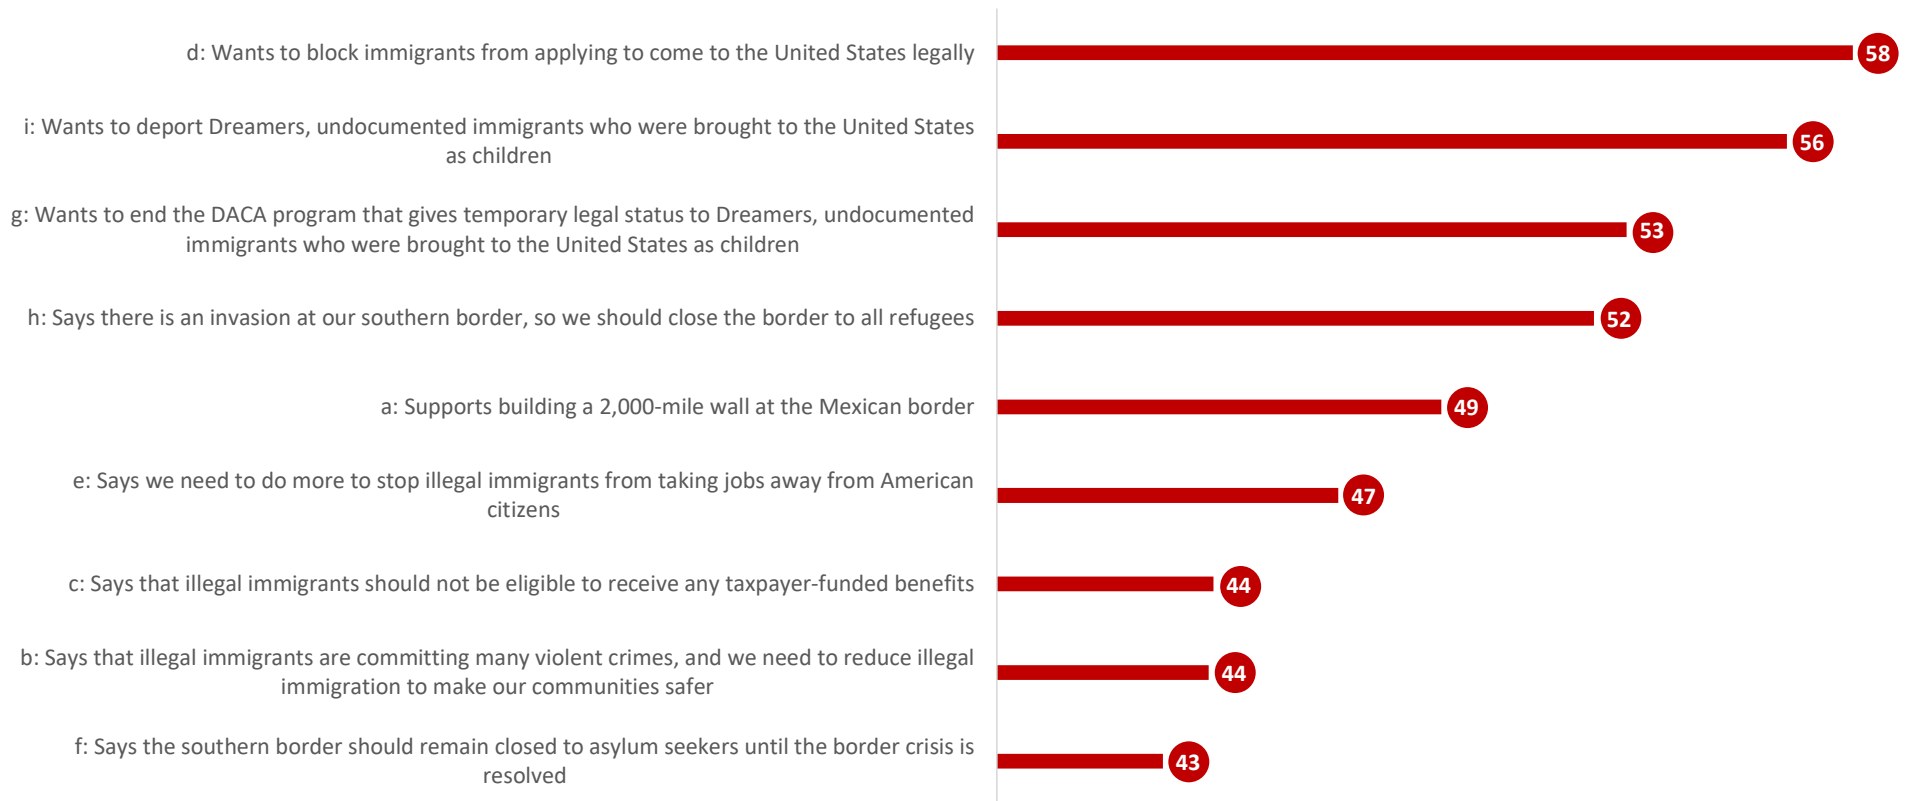 d: Wants to block immigrants from applying to come to the United States legally
58
i: Wants to deport Dreamers, undocumented immigrants who were brought to the United States
as children
56
g: Wants to end the DACA program that gives temporary legal status to Dreamers, undocumented
immigrants who were brought to the United States as children
53
h: Says there is an invasion at our southern border, so we should close the border to all refugees
52
a: Supports building a 2,000-mile wall at the Mexican border
49
e: Says we need to do more to stop illegal immigrants from taking jobs away from American
citizens
47
c: Says that illegal immigrants should not be eligible to receive any taxpayer-funded benefits
44
b: Says that illegal immigrants are committing many violent crimes, and we need to reduce illegal
immigration to make our communities safer
44
f: Says the southern border should remain closed to asylum seekers until the border crisis is
resolved
43